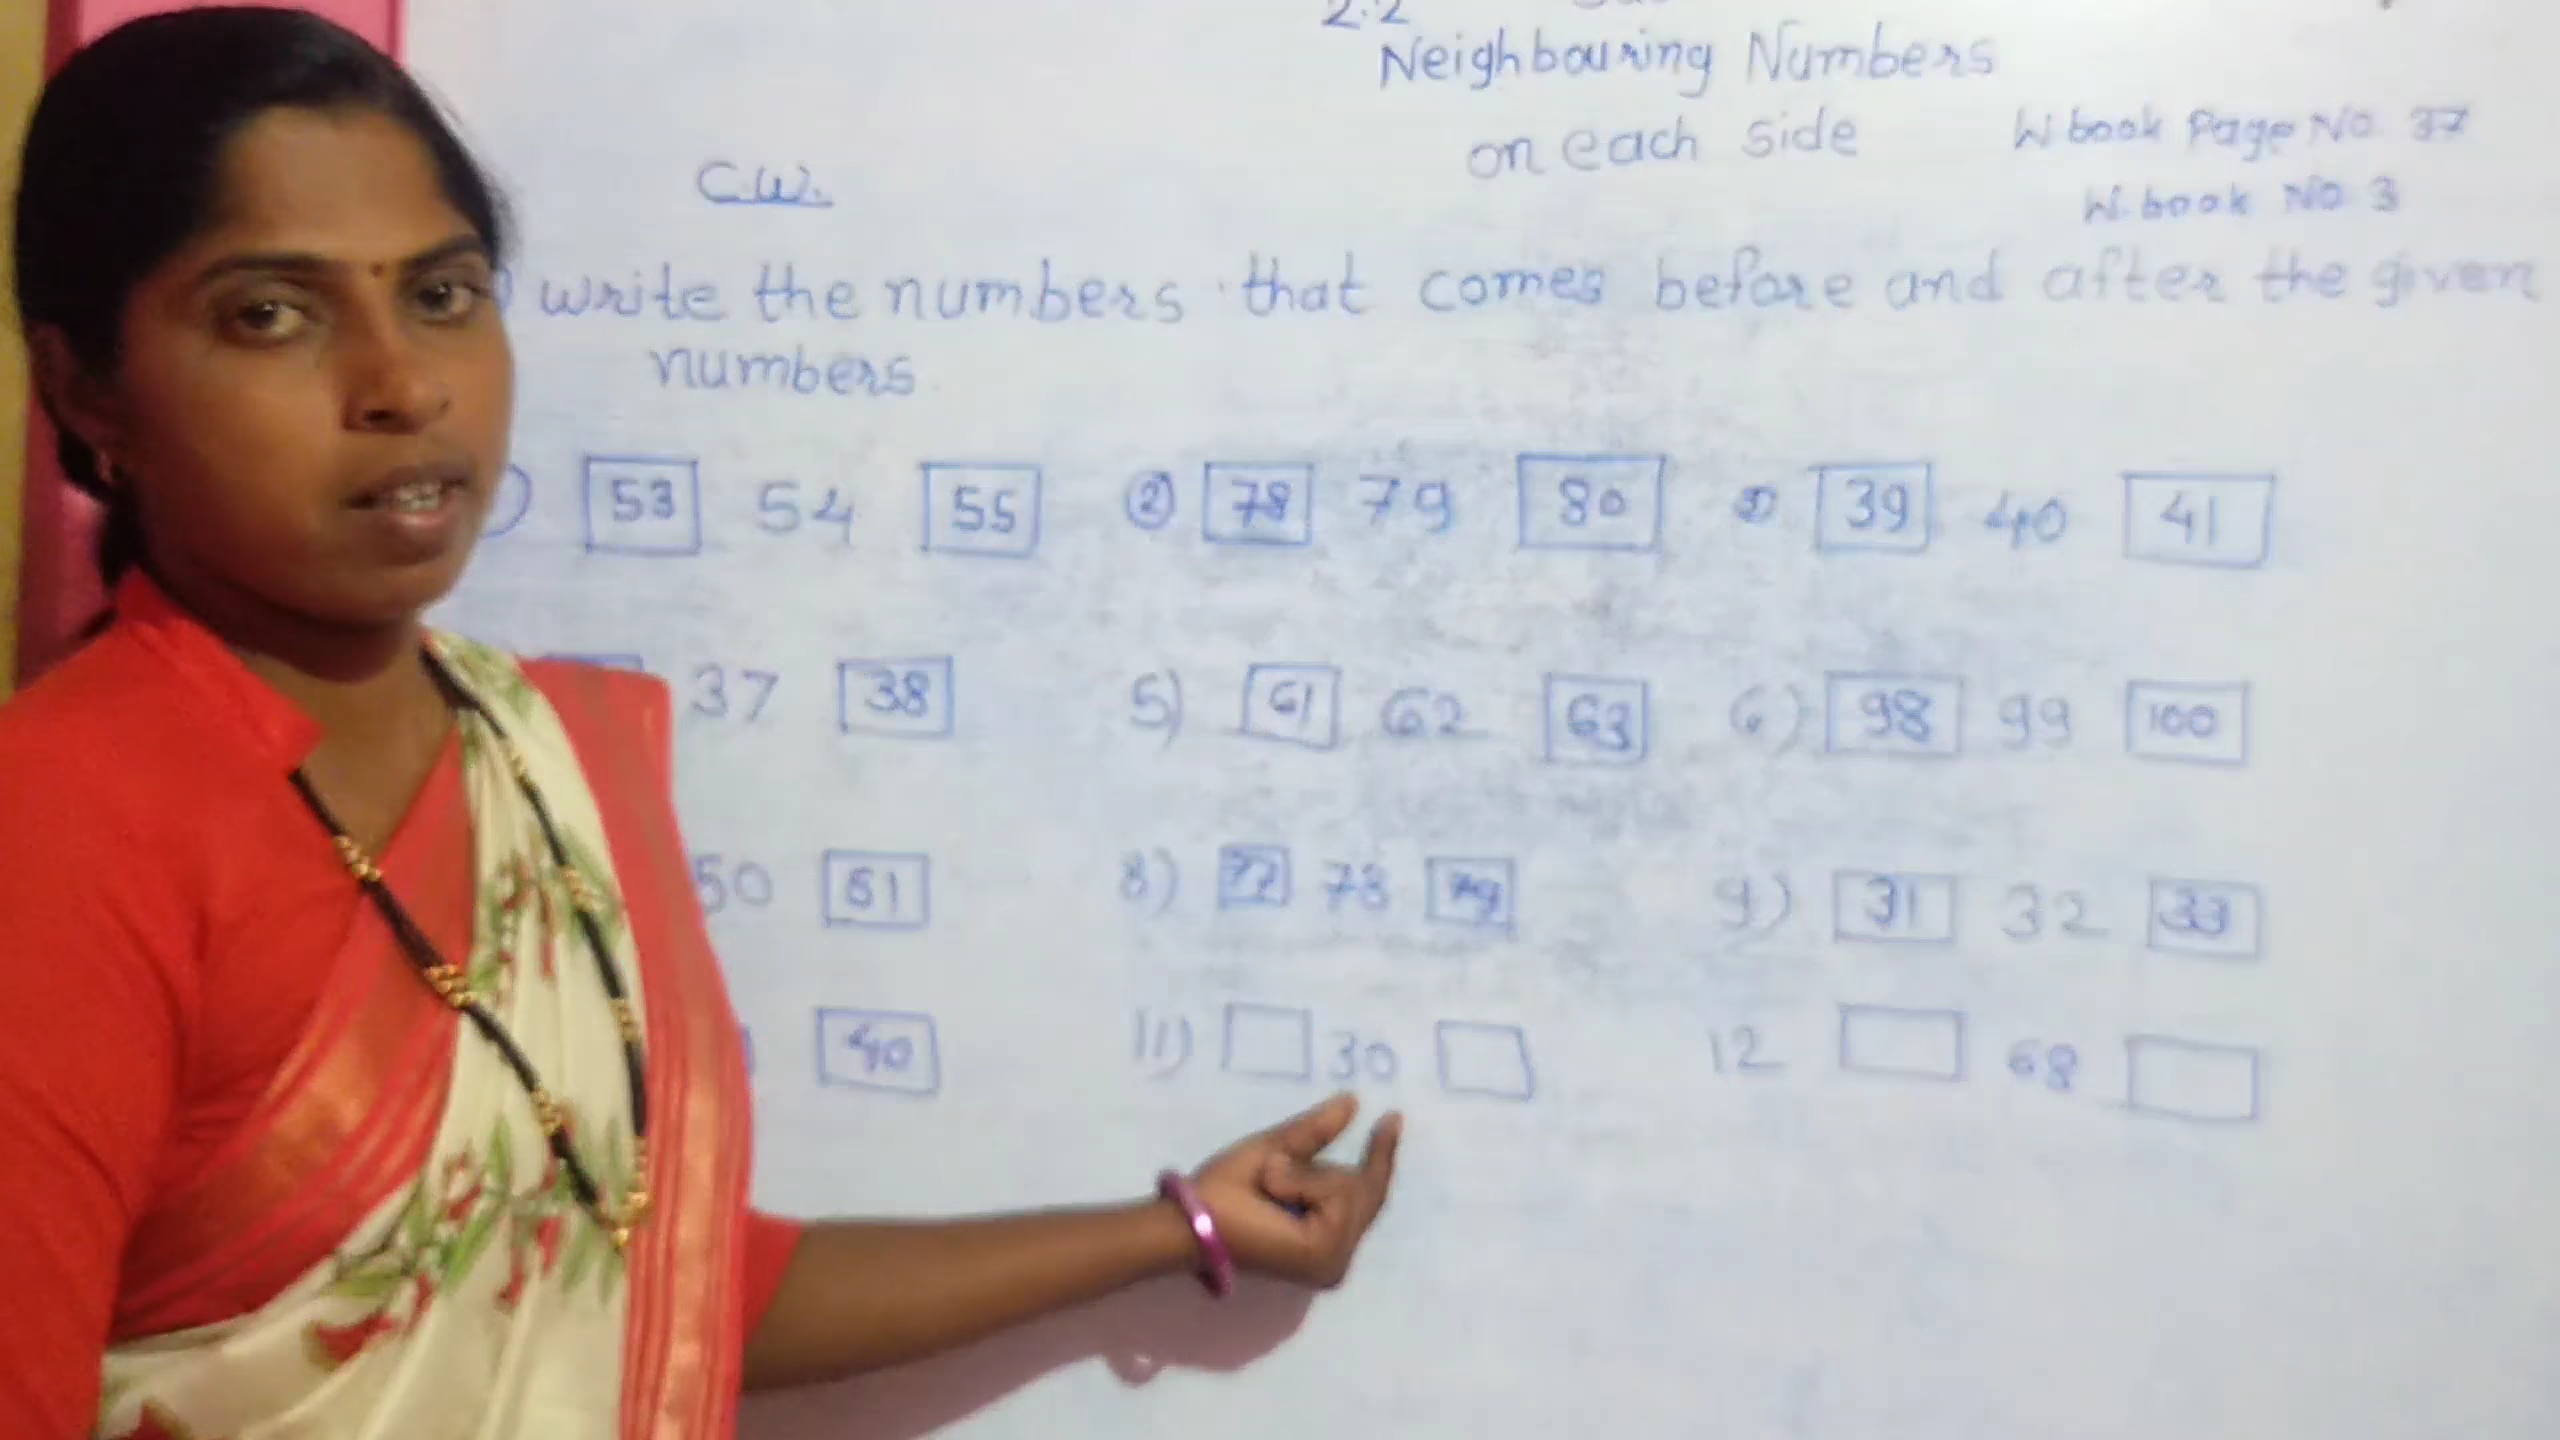 2.2
Neighbouring Numbers
on each side
W book Page No. 37
C.W.
W. book No 3
write the numbers that comes before and after the given
numbers
53 54 55 2) 78 79 80 3) 39 40 41
37 38 5) 61 62 63 6) 98 99 100
50 51 8) 77 78 79 9) 31 32 33
40 11) 30 12 68